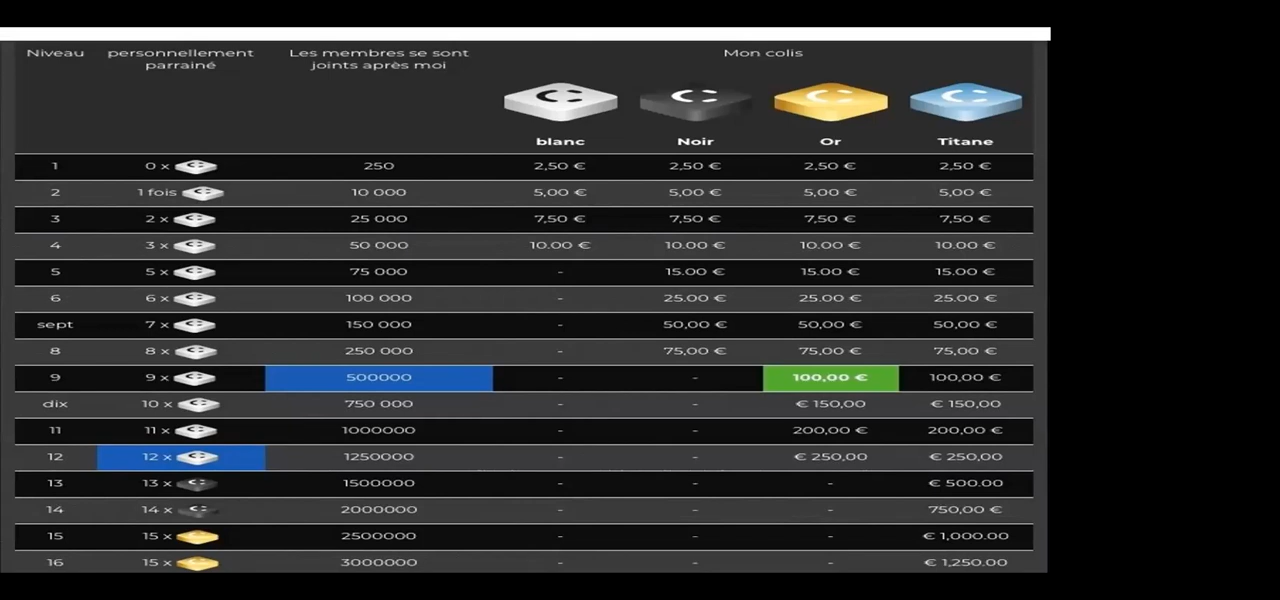 Niveau personnellement parrainé Les membres se sont joints après moi Mon colis
blanc Noir Or Titane
1 0 x 250 2,50 € 2,50 € 2,50 € 2,50 €
2 1 fois 10 000 5,00 € 5,00 € 5,00 € 5,00 €
3 2 x 25 000 7,50 € 7,50 € 7,50 € 7,50 €
4 3 x 50 000 10.00 € 10.00 € 10.00 € 10.00 €
5 5 x 75 000 - 15.00 € 15.00 € 15.00 €
6 6 x 100 000 - 25.00 € 25.00 € 25.00 €
sept 7 x 150 000 - 50,00 € 50,00 € 50,00 €
8 8 x 250 000 - 75,00 € 75,00 € 75,00 €
9 9 x 500000 - - 100,00 € 100,00 €
dix 10 x 750 000 - - € 150,00 € 150,00
11 11 x 1000000 - - 200,00 € 200,00 €
12 12 x 1250000 - - € 250,00 € 250,00
13 13 x 1500000 - - - € 500.00
14 14 x 2000000 - - - 750,00 €
15 15 x 2500000 - - - € 1,000.00
16 15 x 3000000 - - - € 1,250.00